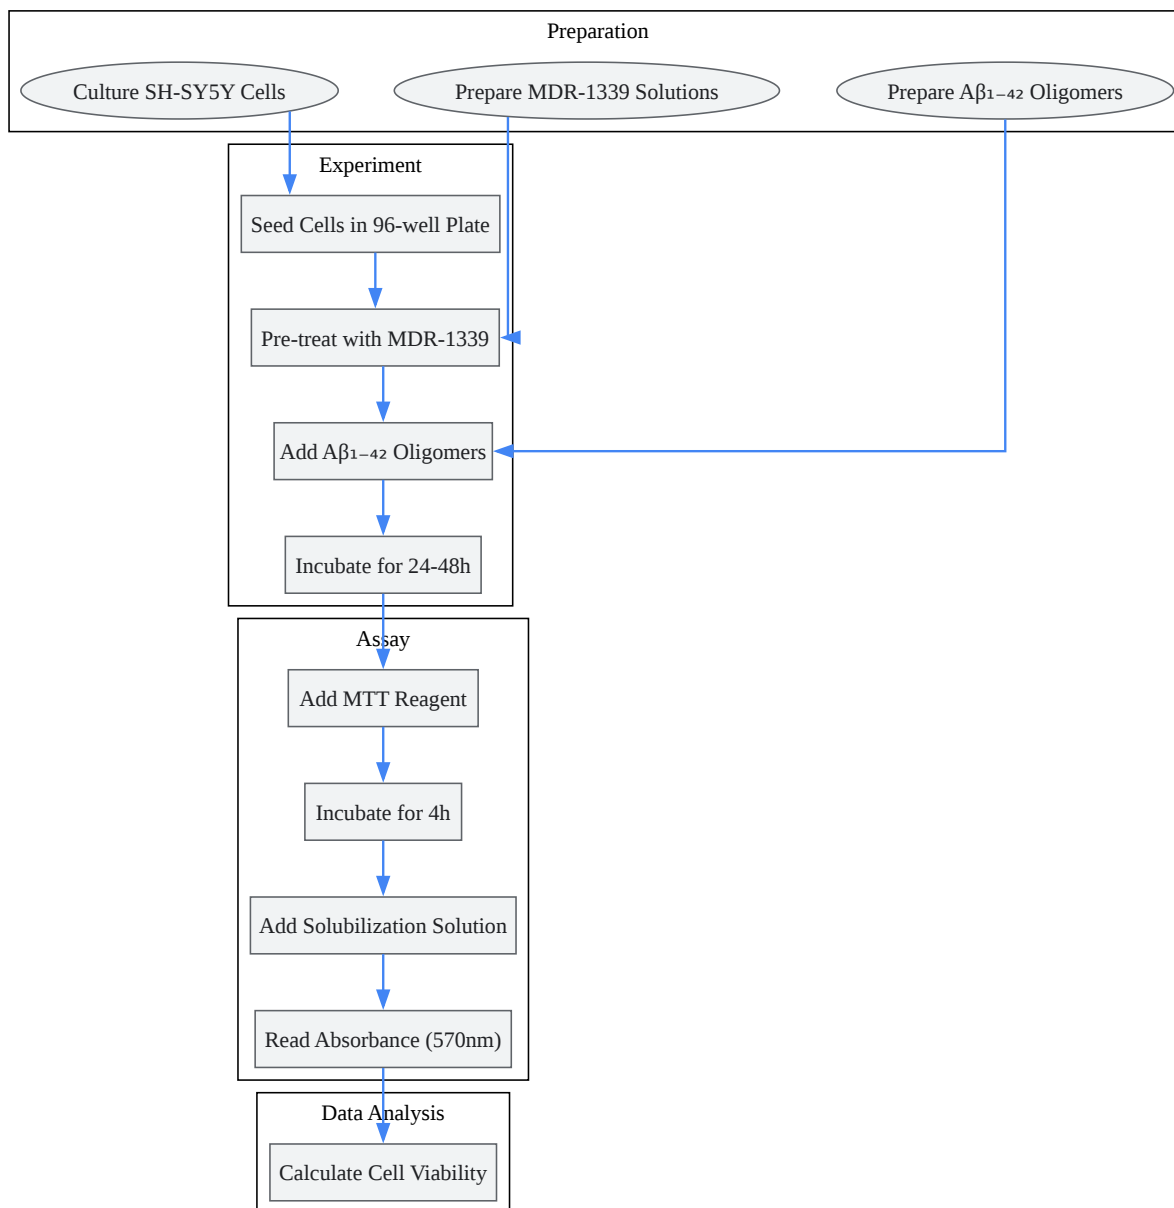 Preparation
Culture SH-SY5Y Cells
Prepare MDR-1339 Solutions
Prepare Aβ₁₋₄₂ Oligomers
Experiment
Seed Cells in 96-well Plate
Pre-treat with MDR-1339
Add Aβ₁₋₄₂ Oligomers
Incubate for 24-48h
Assay
Add MTT Reagent
Incubate for 4h
Add Solubilization Solution
Read Absorbance (570nm)
Data Analysis
Calculate Cell Viability